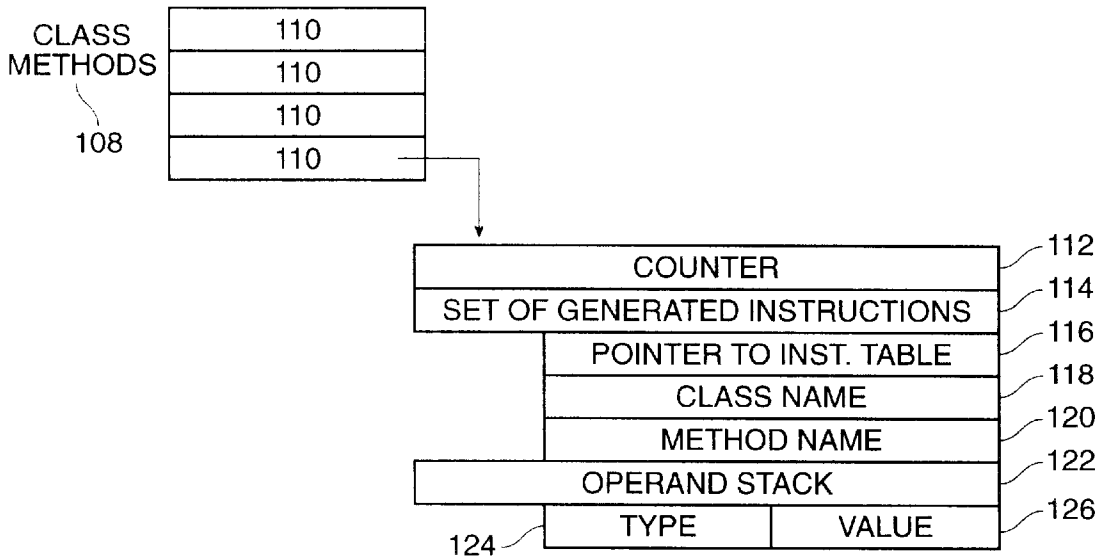 CLASS
METHODS
108
110
110
110
110
COUNTER
112
SET OF GENERATED INSTRUCTIONS
114
POINTER TO INST. TABLE
116
CLASS NAME
118
METHOD NAME
120
OPERAND STACK
122
124
TYPE
VALUE
126